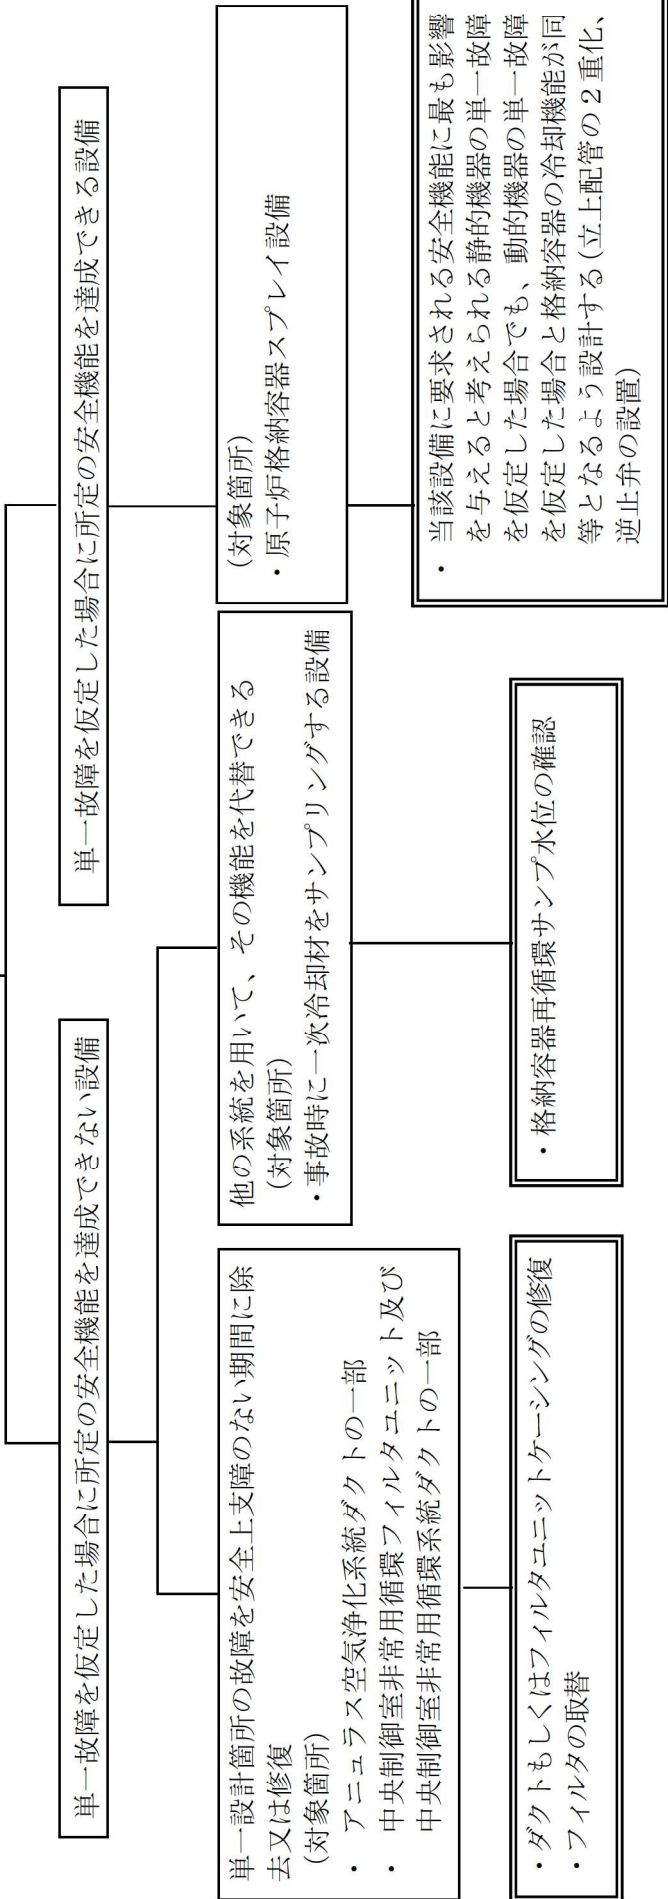 単一故障を仮定した場合に所定の安全機能を達成できない設備
単一故障を仮定した場合に所定の安全機能を達成できる設備
単一設計箇所の故障を安全上支障のない期間に除
去又は修復
(対象箇所)
・ アニュラス空気浄化系統ダクトの一部
・ 中央制御室非常用循環フィルタユニット及び
中央制御室非常用循環系統ダクトの一部
他の系統を用いて、その機能を代替できる
(対象箇所)
・事故時に一次冷却材をサンプリングする設備
(対象箇所)
・原子炉格納容器スプレイ設備
・ダクトもしくはフィルタユニットケーシングの修復
・フィルタの取替
・格納容器再循環サンプ水位の確認
・ 当該設備に要求される安全機能に最も影響
を与えると考えられる静的機器の単一故障
を仮定した場合でも、動的機器の単一故障
を仮定した場合と格納容器の冷却機能が同
等となるよう設計する(立上配管の2重化、
逆止弁の設置)